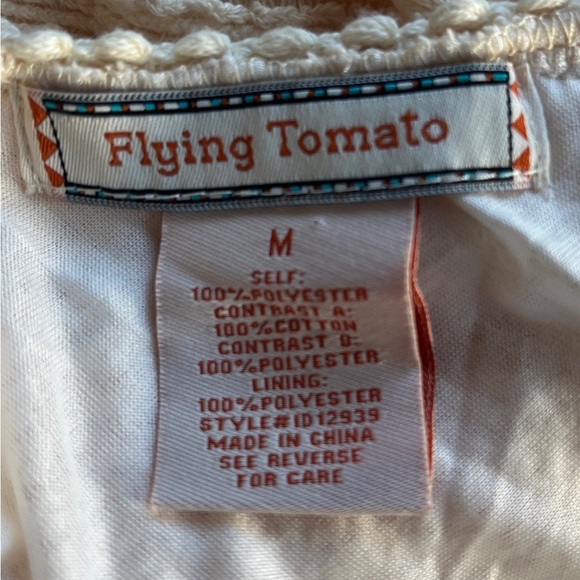 Flying Tomato
M
SELF:
100%POLYESTER
CONTRAST A:
100%COTTON
CONTRAST B:
100%POLYESTER
LINING:
100%POLYESTER
STYLE# ID12939
MADE IN CHINA
SEE REVERSE
FOR CARE